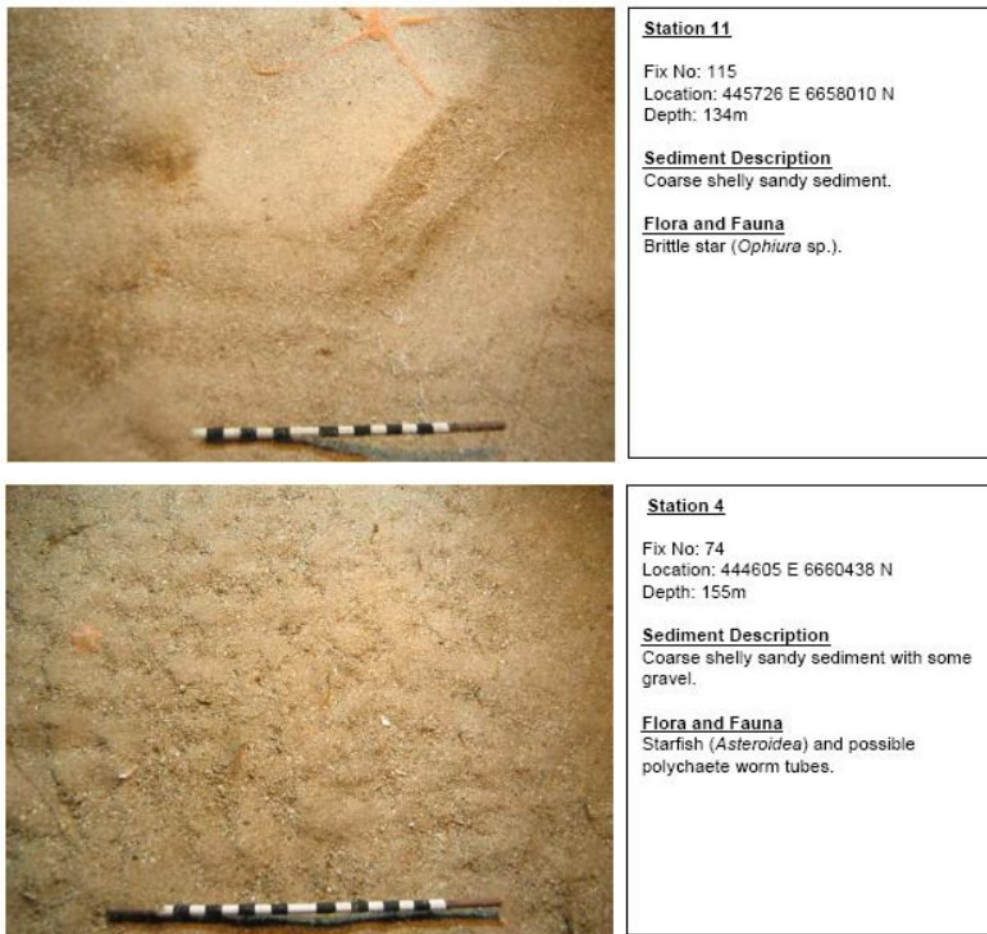 Station 11
Fix No: 115
Location: 445726 E 6658010 N
Depth: 134m
Sediment Description
Coarse shelly sandy sediment.
Flora and Fauna
Brittle star (Ophiura sp.).
Station 4
Fix No: 74
Location: 444605 E 6660438 N
Depth: 155m
Sediment Description
Coarse shelly sandy sediment with some
gravel.
Flora and Fauna
Starfish (Asteroidea) and possible
polychaete worm tubes.